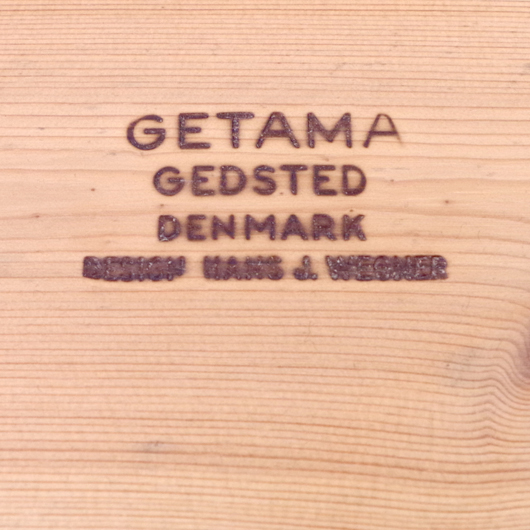 GETAMA
GEDSTED
DENMARK
DESIGN HANS J. WEGNER